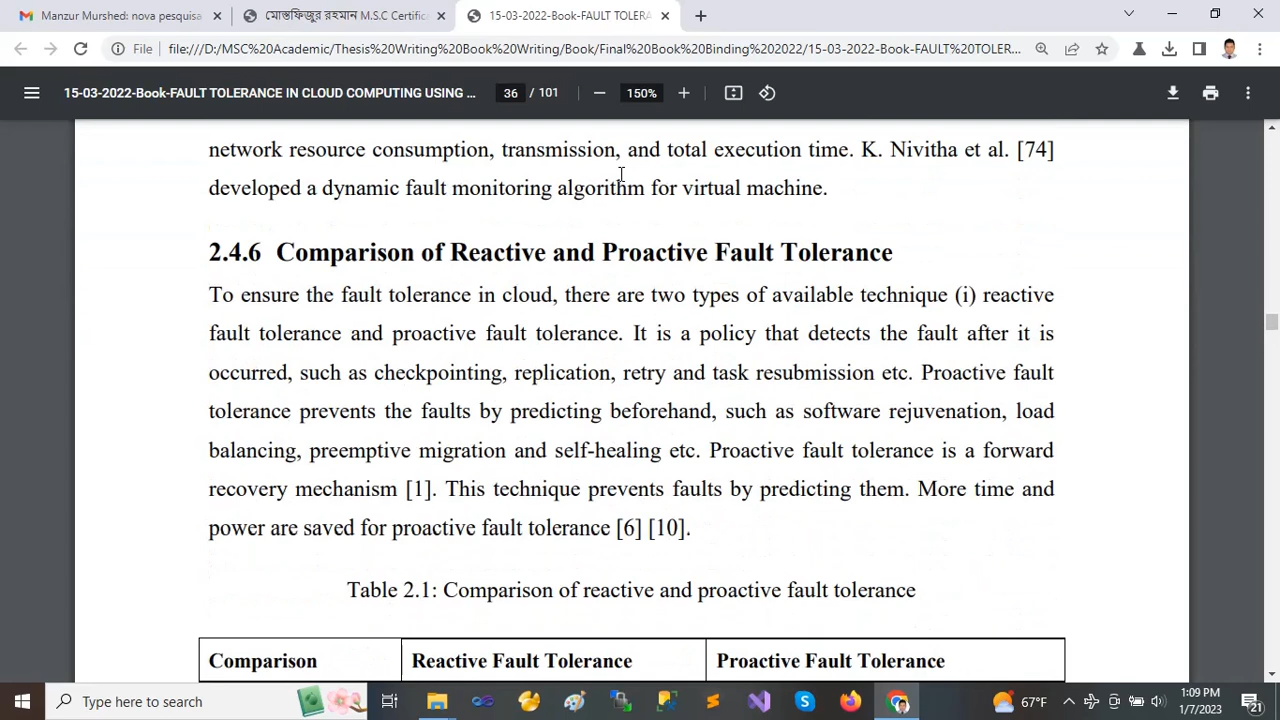 Manzur Murshed: nova pesquisa
মোস্তফিজুর রহমান M.S.C Certific
15-03-2022-Book-FAULT TOLERA
File
file:///D:/MSC%20Academic/Thesis%20Writing%20Book%20Writing/Book/Final%20Book%20Binding%202022/15-03-2022-Book-FAULT%20TOLER...
15-03-2022-Book-FAULT TOLERANCE IN CLOUD COMPUTING USING ...
36 / 101
150%
network resource consumption, transmission, and total execution time. K. Nivitha et al. [74]
developed a dynamic fault monitoring algorithm for virtual machine.
2.4.6 Comparison of Reactive and Proactive Fault Tolerance
To ensure the fault tolerance in cloud, there are two types of available technique (i) reactive
fault tolerance and proactive fault tolerance. It is a policy that detects the fault after it is
occurred, such as checkpointing, replication, retry and task resubmission etc. Proactive fault
tolerance prevents the faults by predicting beforehand, such as software rejuvenation, load
balancing, preemptive migration and self-healing etc. Proactive fault tolerance is a forward
recovery mechanism [1]. This technique prevents faults by predicting them. More time and
power are saved for proactive fault tolerance [6] [10].
Table 2.1: Comparison of reactive and proactive fault tolerance
Comparison Reactive Fault Tolerance Proactive Fault Tolerance
Type here to search
67°F
1:09 PM
1/7/2023
21